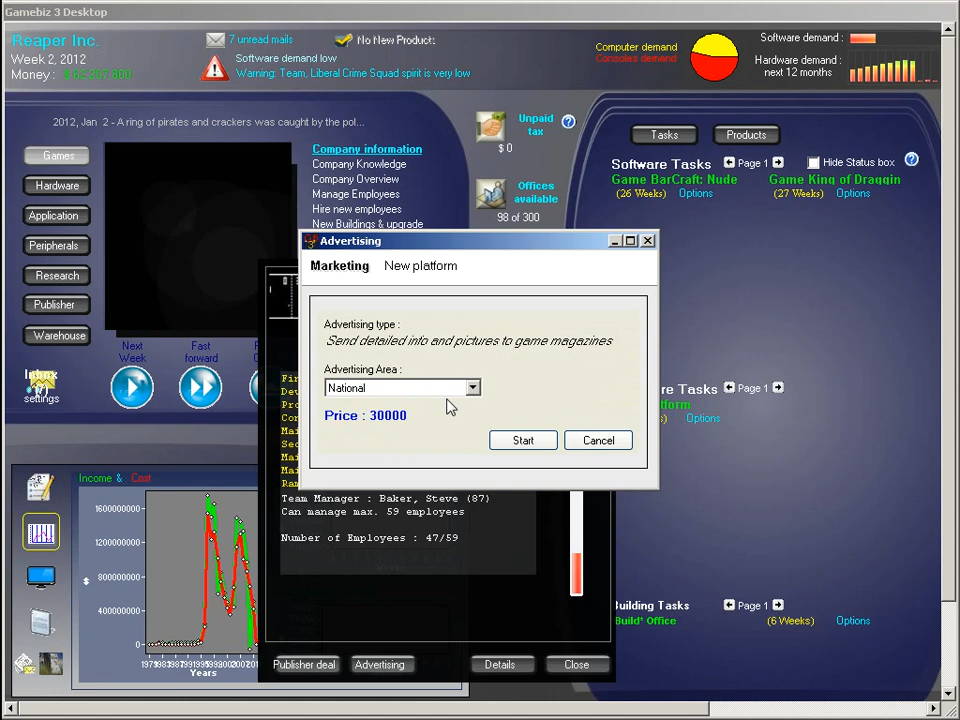 Gamebiz 3 Desktop
Reaper Inc.
Week 2, 2012
Money :
7 unread mails
No New Products
Software demand low
Warning: Team, Liberal Crime Squad spirit is very low
Computer demand
Consoles demand
Software demand :
Hardware demand :
next 12 months
2012, Jan 2 - A ring of pirates and crackers was caught by the pol...
Games
Hardware
Application
Peripherals
Research
Publisher
Warehouse
Company information
Company Knowledge
Company Overview
Manage Employees
Hire new employees
New Buildings & upgrade
Unpaid
tax
$ 0
Offices
available
98 of 300
Tasks
Products
Software Tasks
Page 1
Hide Status box
Game BarCraft: Nude
(26 Weeks) Options
Game King of Draggin
(27 Weeks) Options
Next
Week
Fast
forward
Inbox
(7)
settings
Advertising
Marketing
New platform
Advertising type :
Send detailed info and pictures to game magazines
Advertising Area :
National
Price : 30000
Start
Cancel
re Tasks
Page 1
tform
s)
Options
Team Manager : Baker, Steve (87)
Can manage max. 59 employees
Number of Employees : 47/59
Publisher deal
Advertising
Details
Close
Income & Cost
1600000000
1200000000
800000000
400000000
0
$
Years
Building Tasks
Page 1
Build* Office
(6 Weeks)
Options